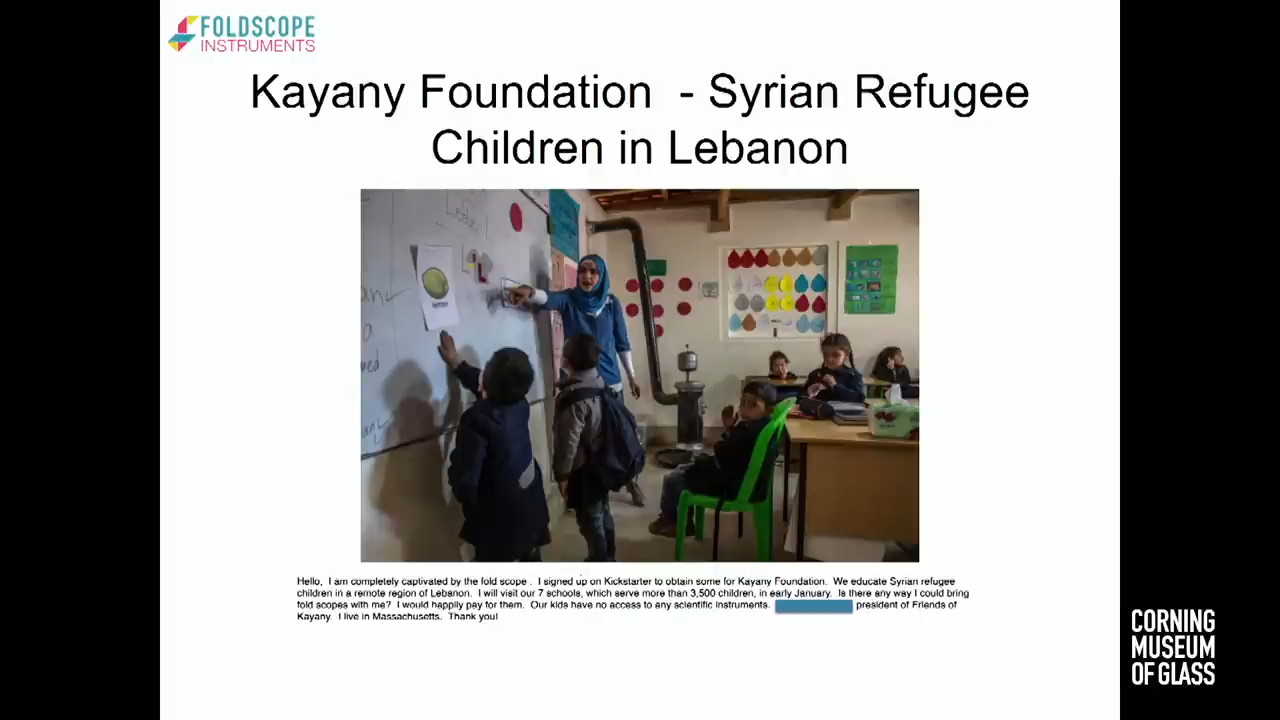 FOLDSCOPE
INSTRUMENTS
Kayany Foundation - Syrian Refugee
Children in Lebanon
Hello, I am completely captivated by the fold scope . I signed up on Kickstarter to obtain some for Kayany Foundation. We educate Syrian refugee
children in a remote region of Lebanon. I will visit our 7 schools, which serve more than 3,500 children, in early January. Is there any way I could bring
fold scopes with me? I would happily pay for them. Our kids have no access to any scientific instruments. president of Friends of
Kayany. I live in Massachusetts. Thank you!
CORNING
MUSEUM
OF GLASS